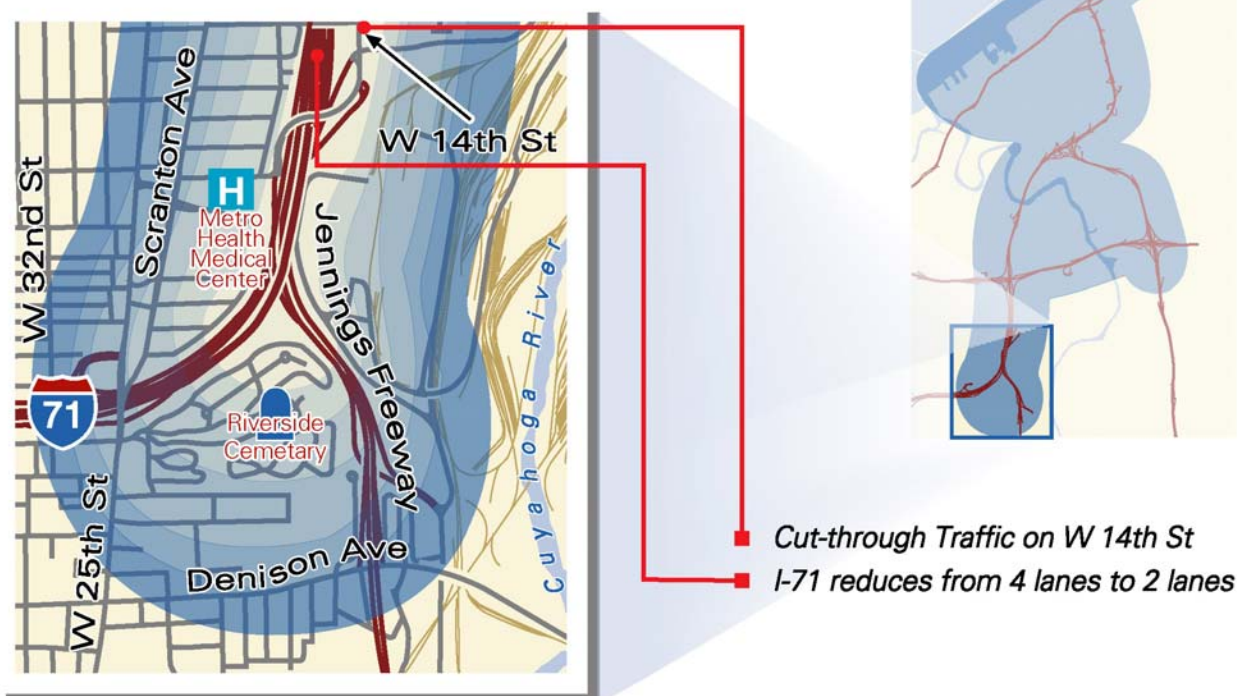 W 14th St
Scranton Ave
W 32nd St
H
Metro
Health
Medical
Center
Jennings Freeway
71
Riverside
Cemetary
Cuyahoga River
W 25th St
Denison Ave
Cut-through Traffic on W 14th St
I-71 reduces from 4 lanes to 2 lanes